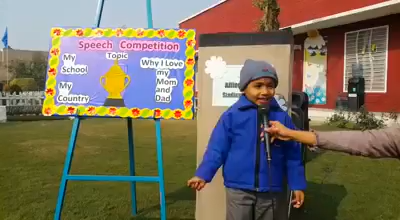 Speech Competition
Topic
My
School
My
Country
Why I Love
my
Mom
and
Dad